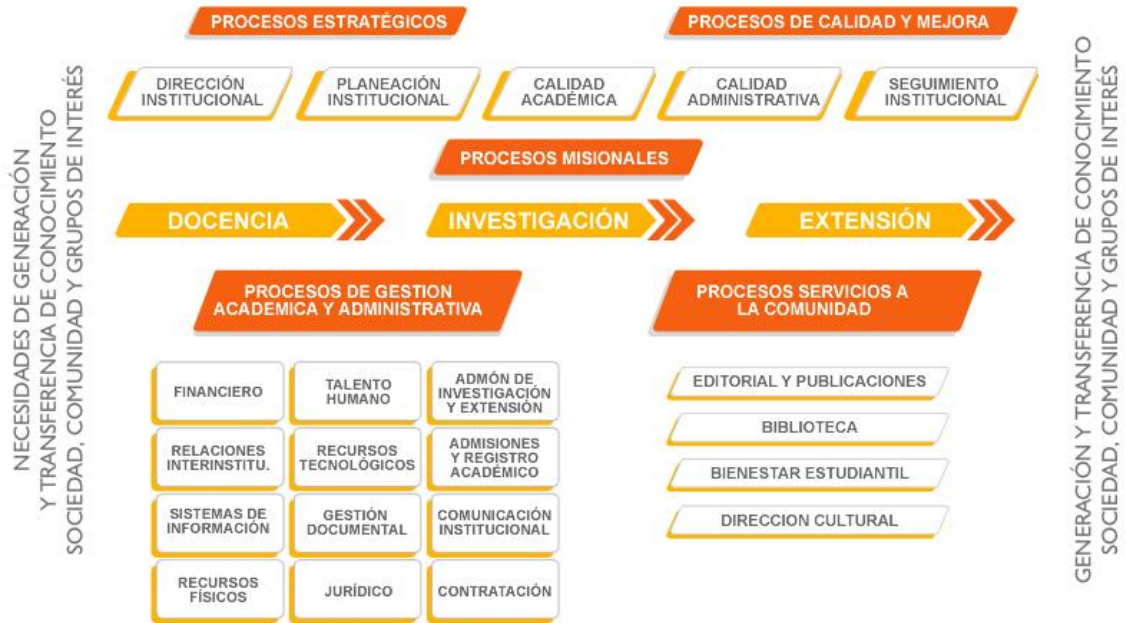 PROCESOS ESTRATÉGICOS
PROCESOS DE CALIDAD Y MEJORA
DIRECCIÓN
INSTITUCIONAL
PLANEACIÓN
INSTITUCIONAL
CALIDAD
ACADÉMICA
CALIDAD
ADMINISTRATIVA
SEGUIMIENTO
INSTITUCIONAL
PROCESOS MISIONALES
DOCENCIA
INVESTIGACIÓN
EXTENSIÓN
PROCESOS DE GESTION
ACADEMICA Y ADMINISTRATIVA
FINANCIERO
TALENTO
HUMANO
ADMÓN DE
INVESTIGACIÓN
Y EXTENSIÓN
RELACIONES
INTERINSTITU.
RECURSOS
TECNOLÓGICOS
ADMISIONES
Y REGISTRO
ACADÉMICO
SISTEMAS DE
INFORMACIÓN
GESTIÓN
DOCUMENTAL
COMUNICACIÓN
INSTITUCIONAL
RECURSOS
FÍSICOS
JURÍDICO
CONTRATACIÓN
PROCESOS SERVICIOS A
LA COMUNIDAD
EDITORIAL Y PUBLICACIONES
BIBLIOTECA
BIENESTAR ESTUDIANTIL
DIRECCION CULTURAL
NECESIDADES DE GENERACIÓN
Y TRANSFERENCIA DE CONOCIMIENTO
SOCIEDAD, COMUNIDAD Y GRUPOS DE INTERÉS
GENERACIÓN Y TRANSFERENCIA DE CONOCIMIENTO
SOCIEDAD, COMUNIDAD Y GRUPOS DE INTERÉS